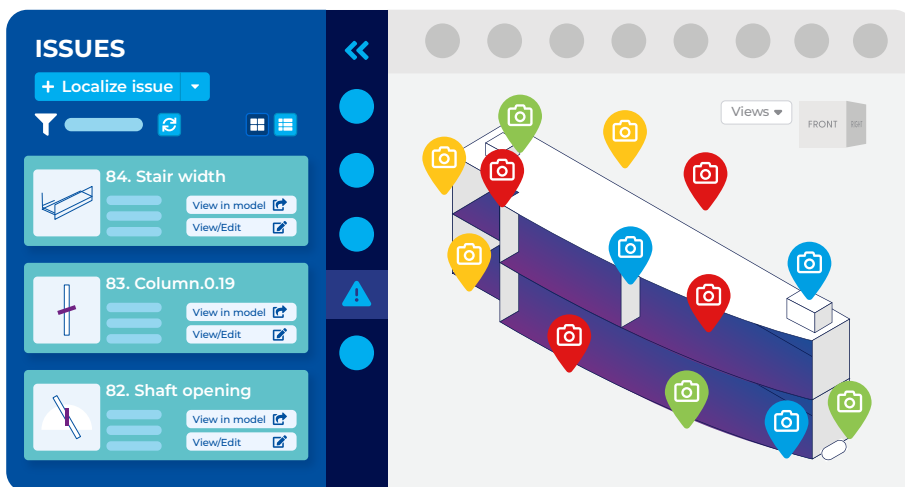 ISSUES
+ Localize issue
84. Stair width
View in model
View/Edit
83. Column.0.19
View in model
View/Edit
82. Shaft opening
View in model
View/Edit
Views
FRONT
RIGHT